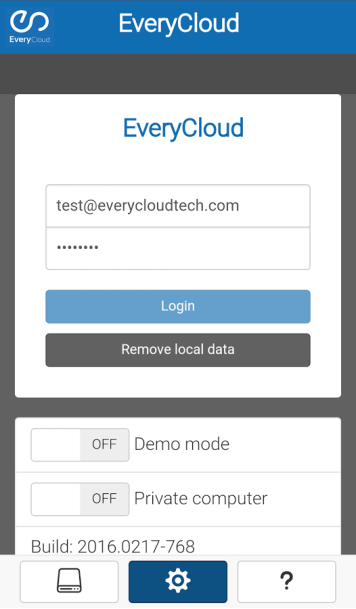 EveryCloud
EveryCloud
EveryCloud
test@everycloudtech.com
••••••••
Login
Remove local data
OFF Demo mode
OFF Private computer
Build: 2016.0217-768
?